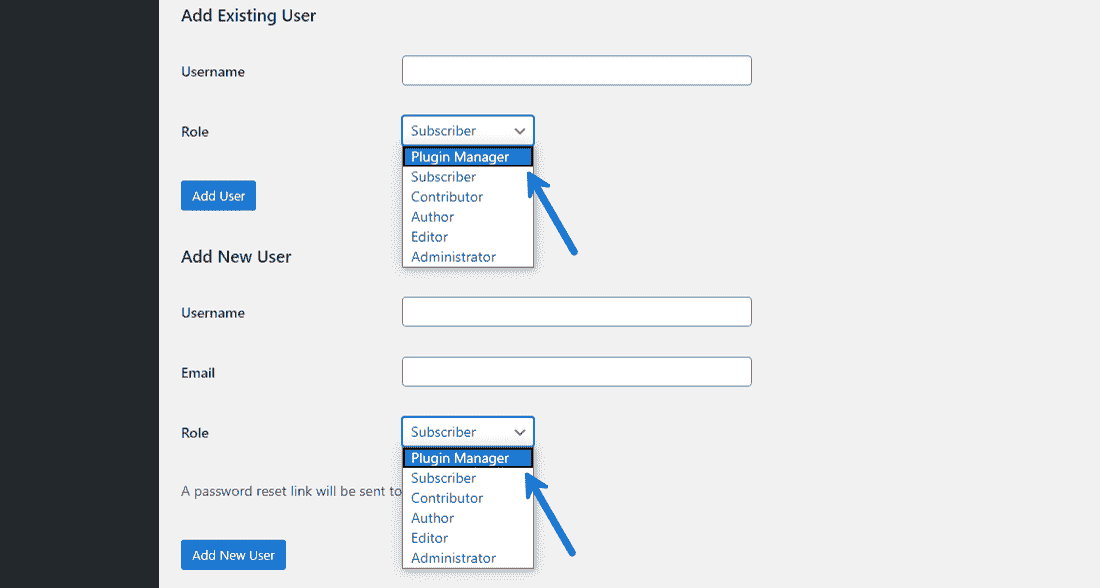 Add Existing User
Username
Role
Subscriber
Plugin Manager
Subscriber
Contributor
Author
Editor
Administrator
Add User
Add New User
Username
Email
Role
Subscriber
Plugin Manager
Subscriber
Contributor
Author
Editor
Administrator
A password reset link will be sent to
Add New User